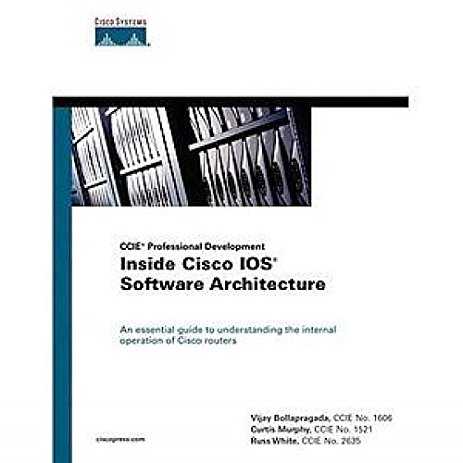 CISCO SYSTEMS
CCIE® Professional Development
Inside Cisco IOS®
Software Architecture
An essential guide to understanding the internal
operation of Cisco routers
Vijay Bollapragada, CCIE No. 1606
Curtis Murphy, CCIE No. 1521
Russ White, CCIE No. 2635
ciscopress.com